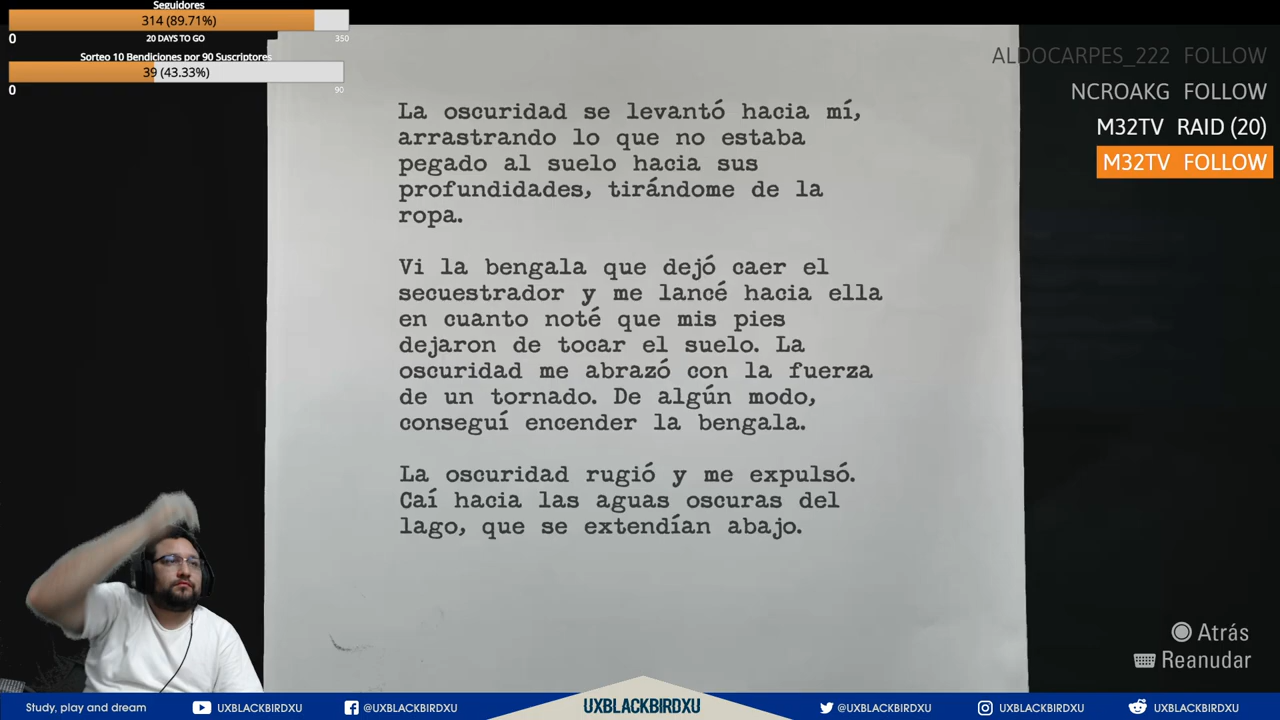 Seguidores
314 (89.71%)
0
20 DAYS TO GO
350
Sorteo 10 Bendiciones por 90 Suscriptores
39 (43.33%)
0
90
ALDOCARPES_222 FOLLOW
NCROAKG FOLLOW
M32TV RAID (20)
M32TV FOLLOW
La oscuridad se levantó hacia mí,
arrastrando lo que no estaba
pegado al suelo hacia sus
profundidades, tirándome de la
ropa.
Vi la bengala que dejó caer el
secuestrador y me lancé hacia ella
en cuanto noté que mis pies
dejaron de tocar el suelo. La
oscuridad me abrazó con la fuerza
de un tornado. De algún modo,
conseguí encender la bengala.
La oscuridad rugió y me expulsó.
Caí hacia las aguas oscuras del
lago, que se extendían abajo.
Atrás
Reanudar
Study, play and dream
UXBLACKBIRDXU
@UXBLACKBIRDXU
UXBLACKBIRDXU
@UXBLACKBIRDXU
UXBLACKBIRDXU
UXBLACKBIRDXU